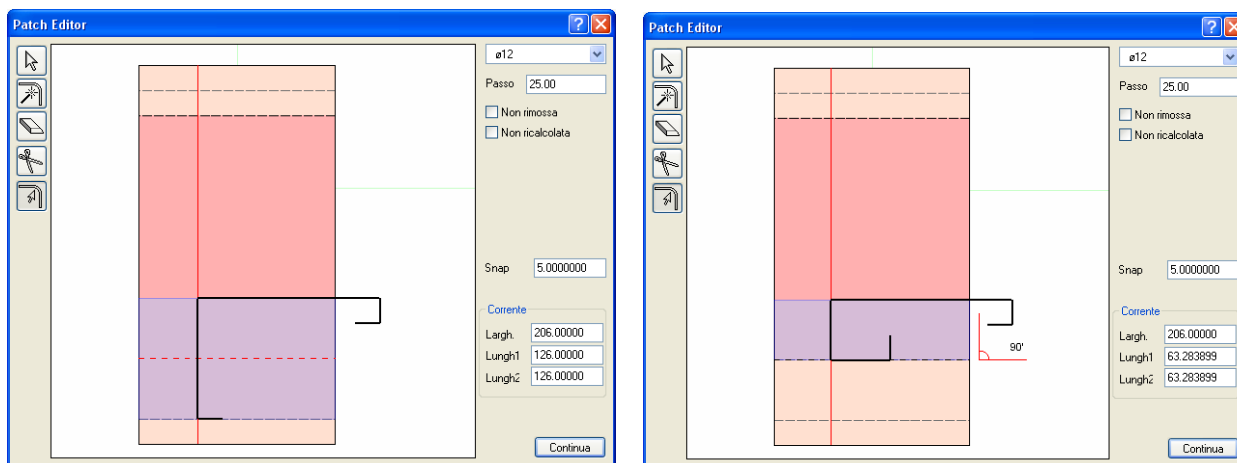 Patch Editor
ø12
Passo 25.00
Non rimossa
Non ricalcolata
Snap 5.0000000
Corrente
Largh. 206.00000
Lungh1 126.00000
Lungh2 126.00000
Continua
Patch Editor
ø12
Passo 25.00
Non rimossa
Non ricalcolata
Snap 5.0000000
Corrente
Largh. 206.00000
Lungh1 63.283899
Lungh2 63.283899
90'
Continua